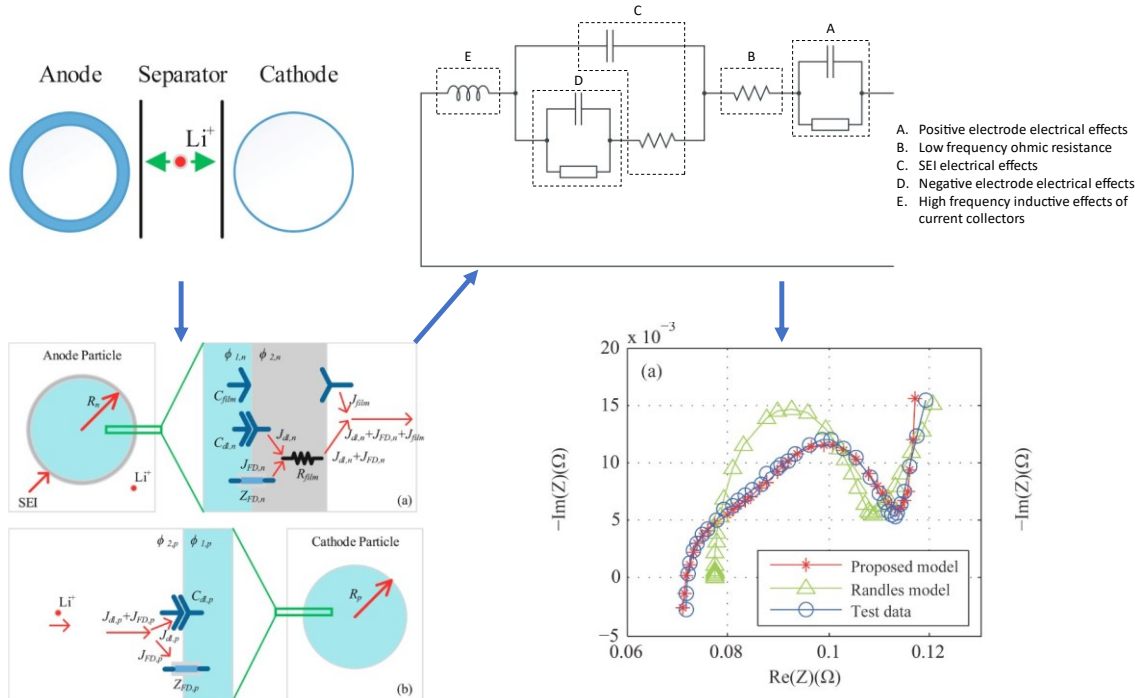 Anode Separator Cathode
Li+
C
E
D
B
A
A. Positive electrode electrical effects
B. Low frequency ohmic resistance
C. SEI electrical effects
D. Negative electrode electrical effects
E. High frequency inductive effects of
current collectors
Anode Particle
Rn
SEI
Li+
ϕ 1,n ϕ 2,n
Cfilm
Jfilm
Cdl,n
Jdl,n
Jdl,n+JFD,n+Jfilm
Jdl,n+JFD,n
JFD,n
Rfilm
ZFD,n
(a)
ϕ 2,p ϕ 1,p
Cathode Particle
Li+
Cdl,p
Rp
Jdl,p+JFD,p
Jdl,p
JFD,p
ZFD,p
(b)
x 10⁻³
20
(a)
15
10
5
0
−5
−Im(Z)(Ω)
Proposed model
Randles model
Test data
0.06 0.08 0.1 0.12
Re(Z)(Ω)
−Im(Z)(Ω)